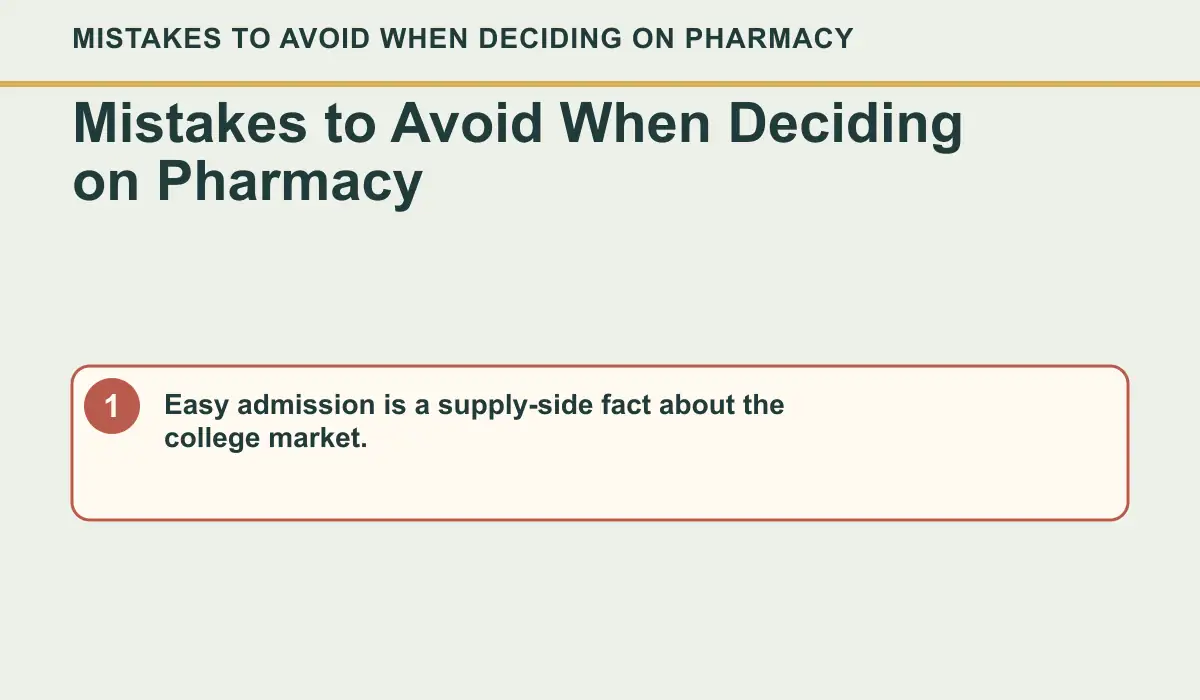 MISTAKES TO AVOID WHEN DECIDING ON PHARMACY
Mistakes to Avoid When Deciding
on Pharmacy
1
Easy admission is a supply-side fact about the
college market.